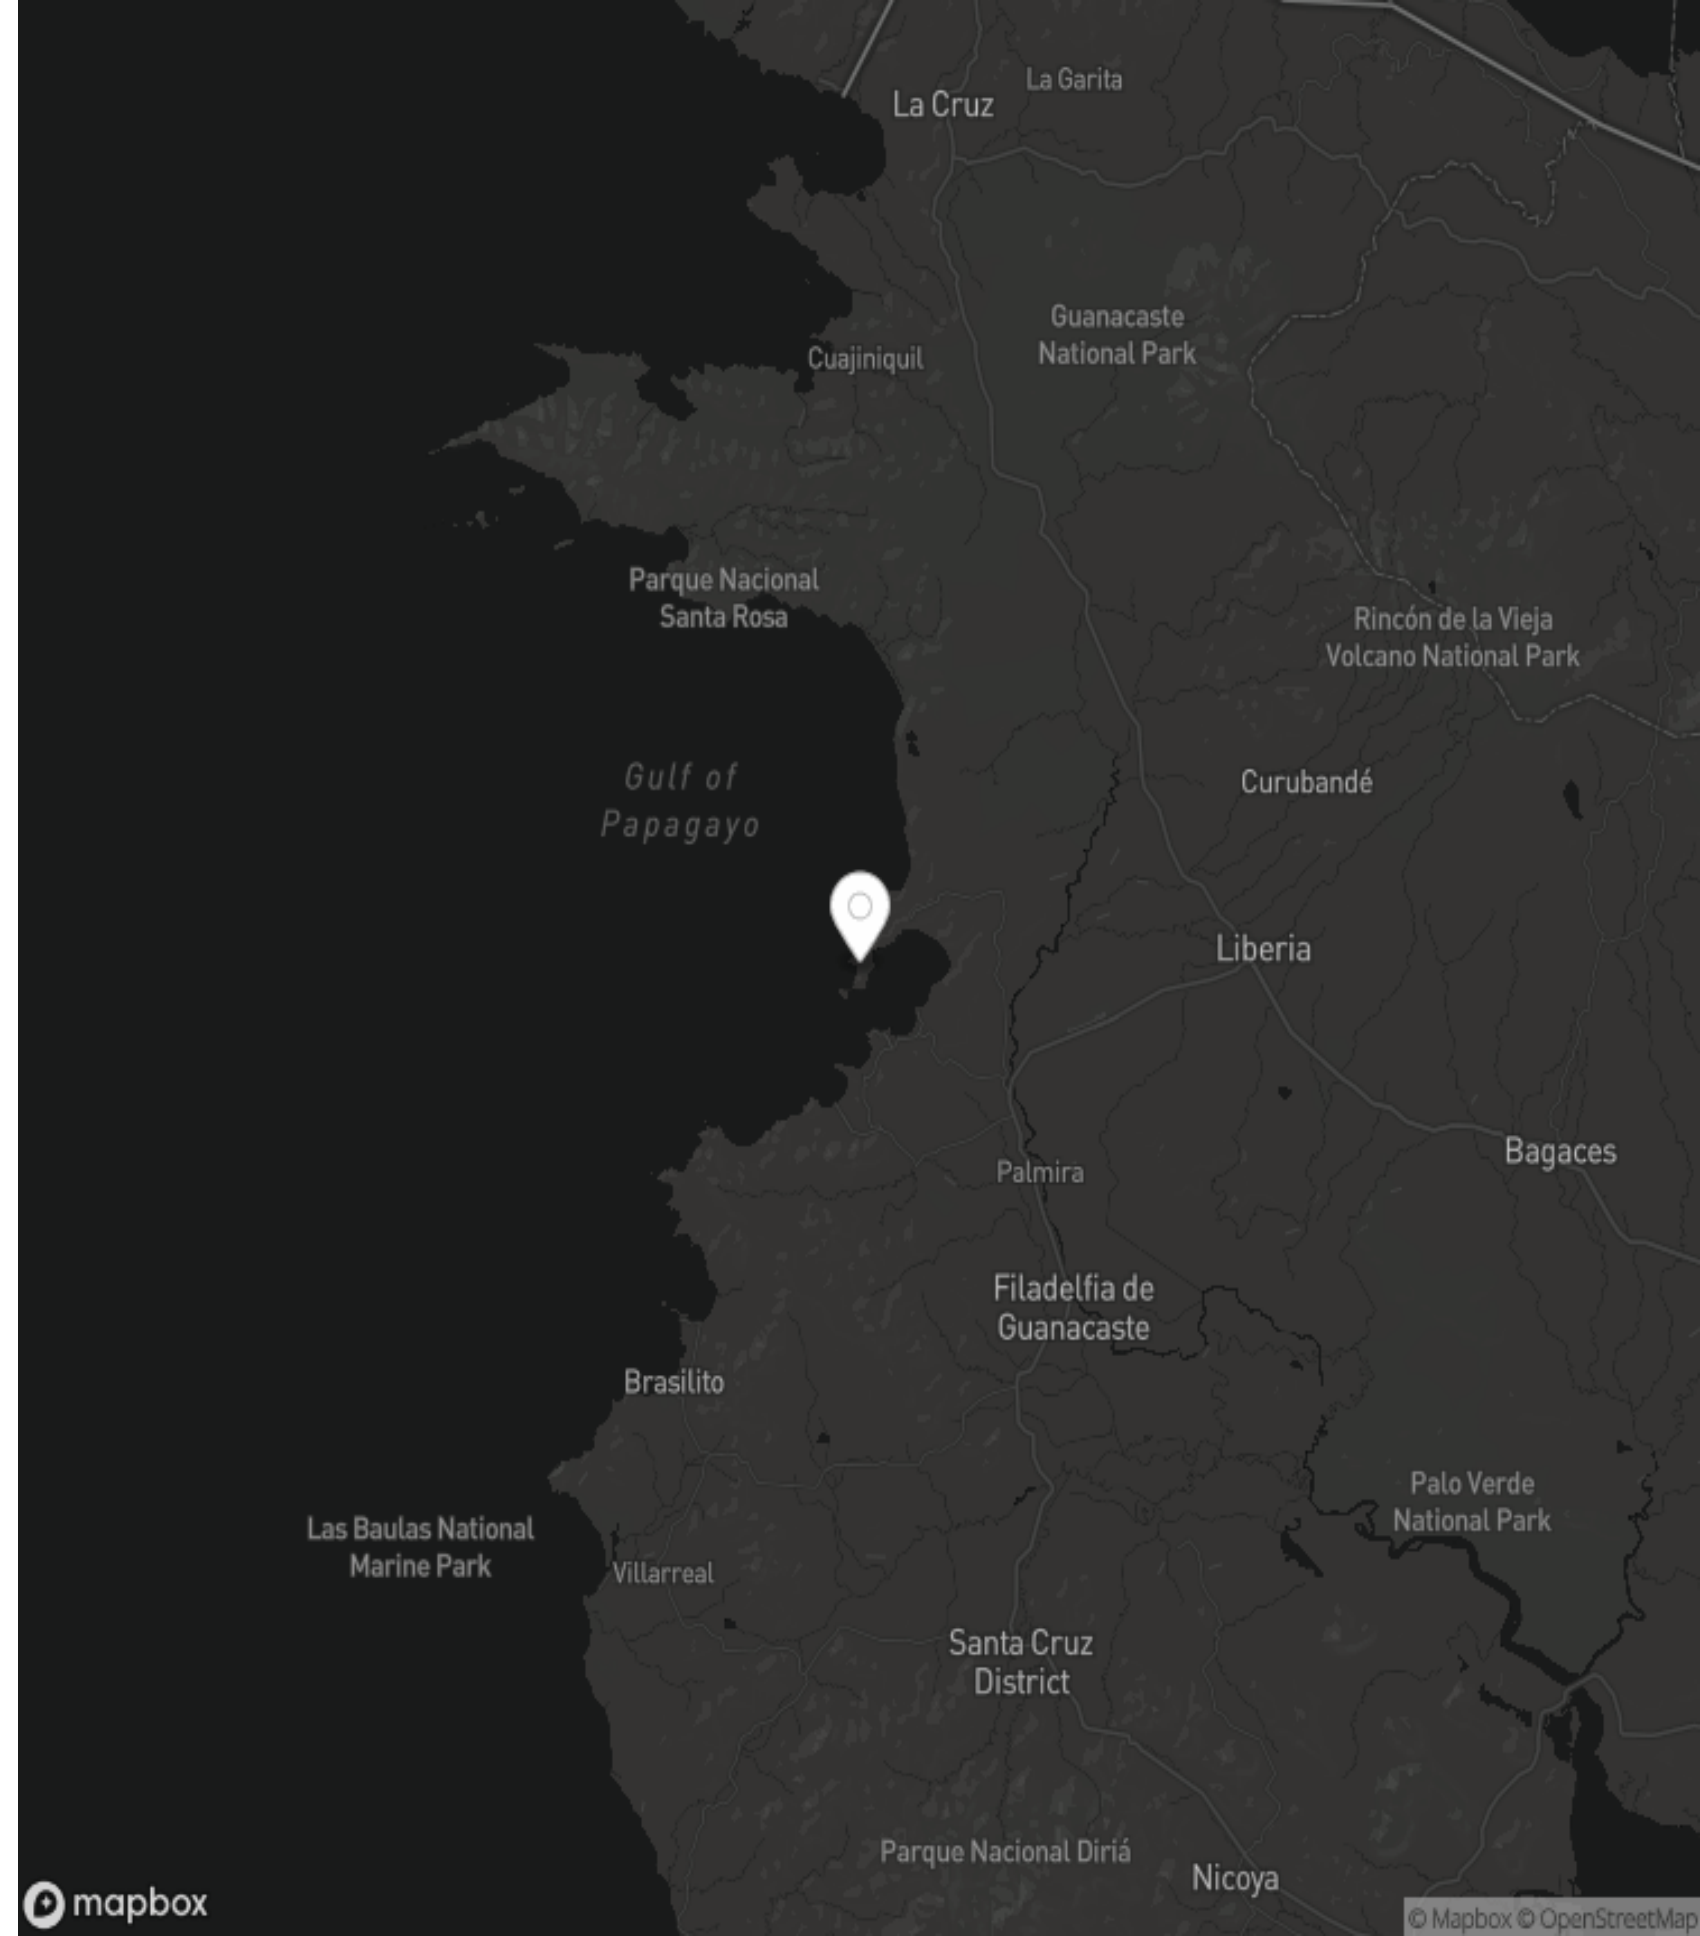 La Garita
La Cruz
Guanacaste
National Park
Cuajiniquil
Parque Nacional
Santa Rosa
Rincón de la Vieja
Volcano National Park
Gulf of
Papagayo
Curubandé
Liberia
Bagaces
Palmira
Filadelfia de
Guanacaste
Brasilito
Palo Verde
National Park
Las Baulas National
Marine Park
Villarreal
Santa Cruz
District
Parque Nacional Diriá
Nicoya
mapbox
© Mapbox © OpenStreetMap